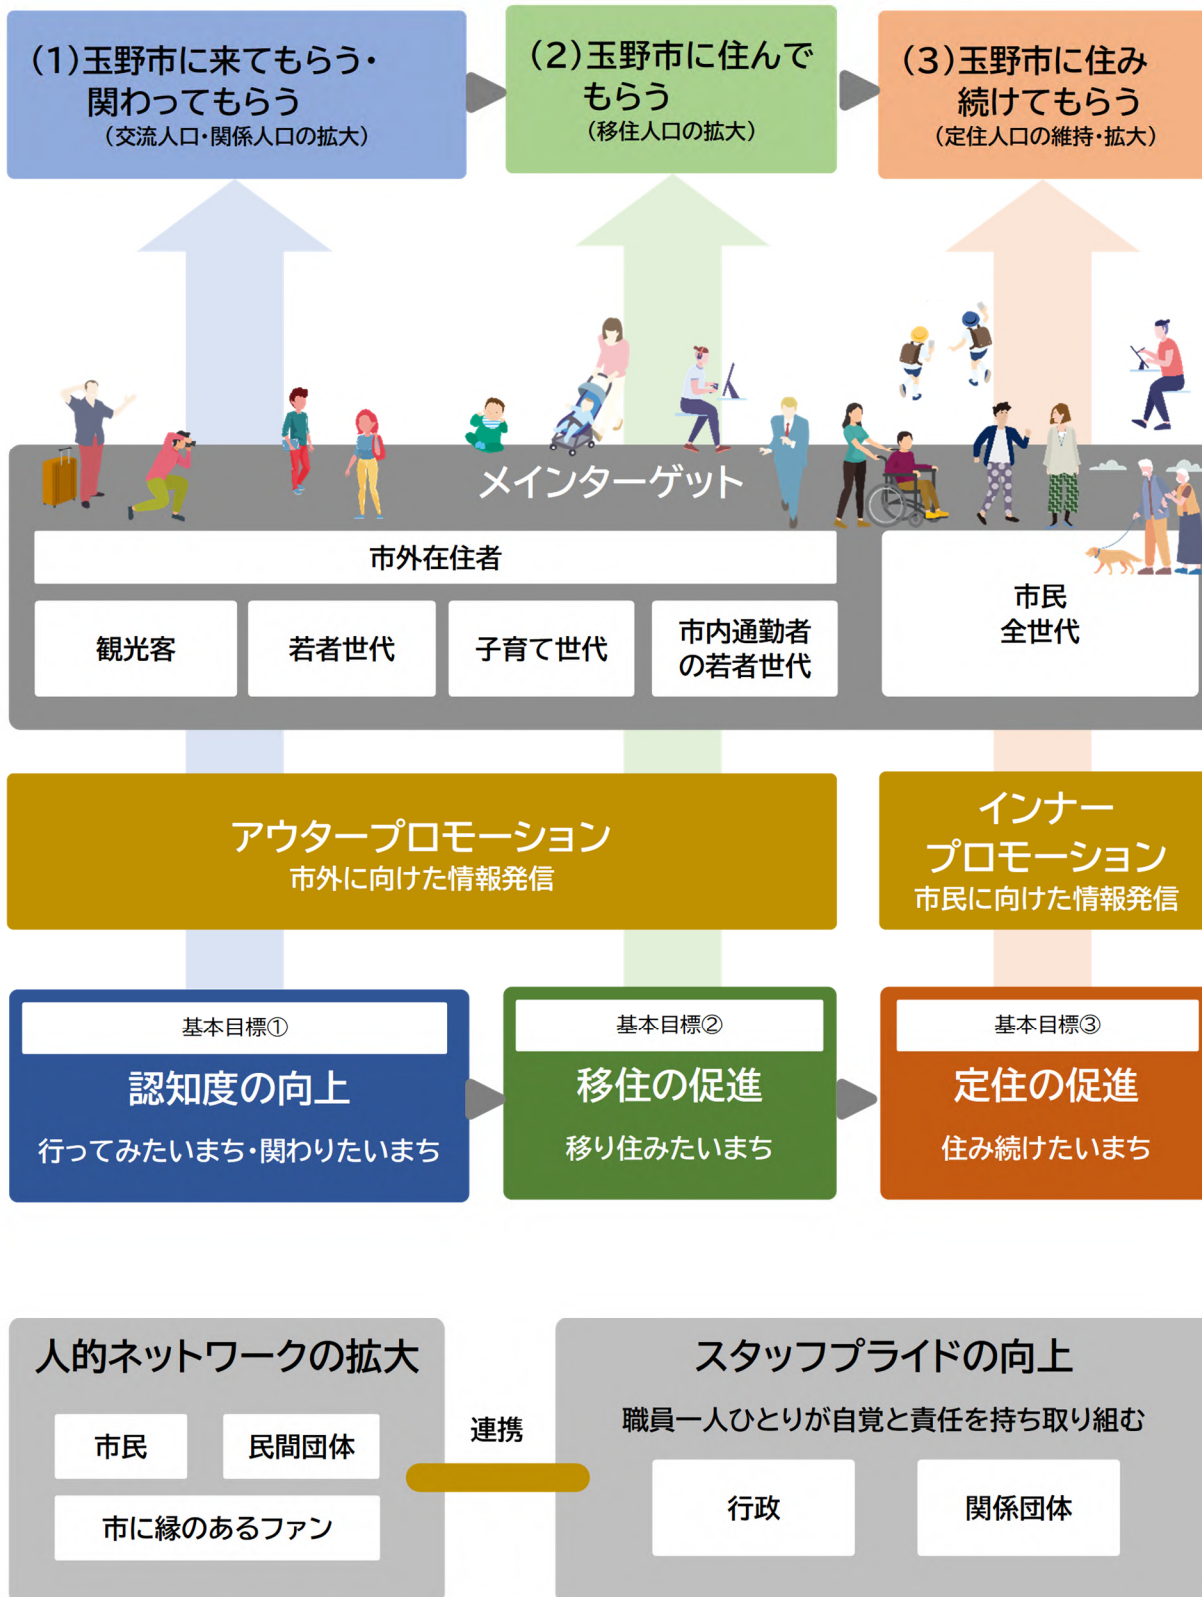 (1)玉野市に来てもらう・
関わってもらう
(交流人口・関係人口の拡大)
(2)玉野市に住んで
もらう
(移住人口の拡大)
(3)玉野市に住み
続けてもらう
(定住人口の維持・拡大)
メインターゲット
市外在住者
観光客
若者世代
子育て世代
市内通勤者
の若者世代
市民
全世代
アウタープロモーション
市外に向けた情報発信
インナー
プロモーション
市民に向けた情報発信
基本目標①
認知度の向上
行ってみたいまち・関わりたいまち
基本目標②
移住の促進
移り住みたいまち
基本目標③
定住の促進
住み続けたいまち
人的ネットワークの拡大
市民
民間団体
市に縁のあるファン
連携
スタッフプライドの向上
職員一人ひとりが自覚と責任を持ち取り組む
行政
関係団体